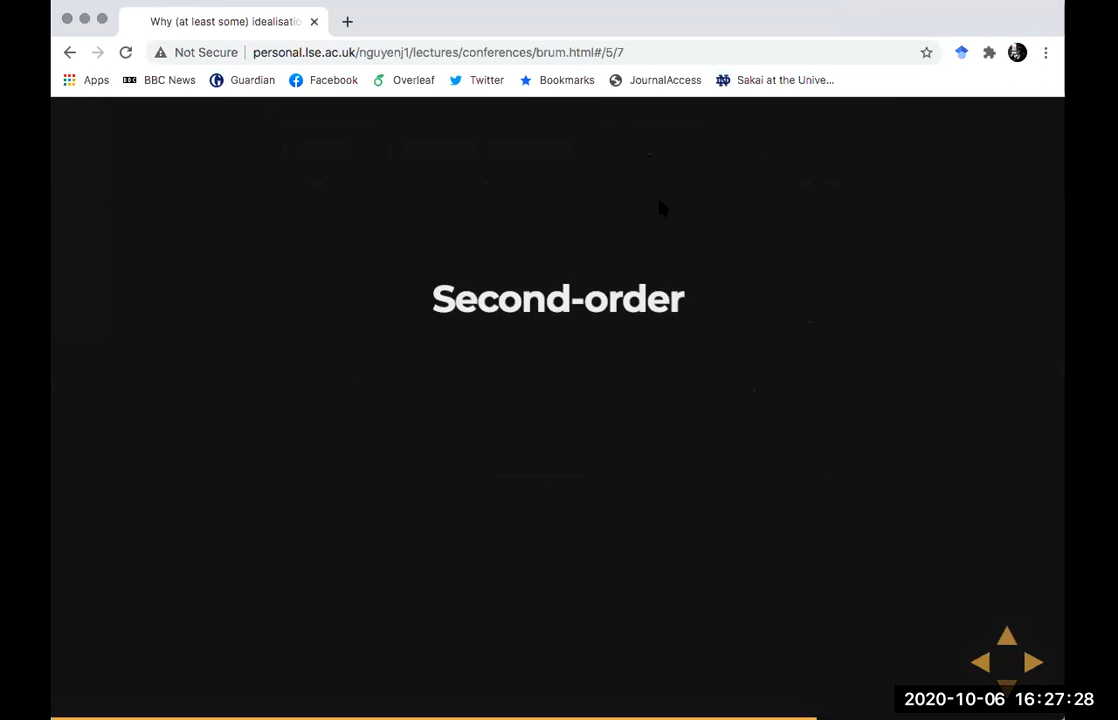 Why (at least some) idealisatio
Not Secure
personal.lse.ac.uk/nguyenj1/lectures/conferences/brum.html#/5/7
Apps
BBC News
Guardian
Facebook
Overleaf
Twitter
Bookmarks
JournalAccess
Sakai at the Unive...
Second-order
2020-10-06 16:27:28